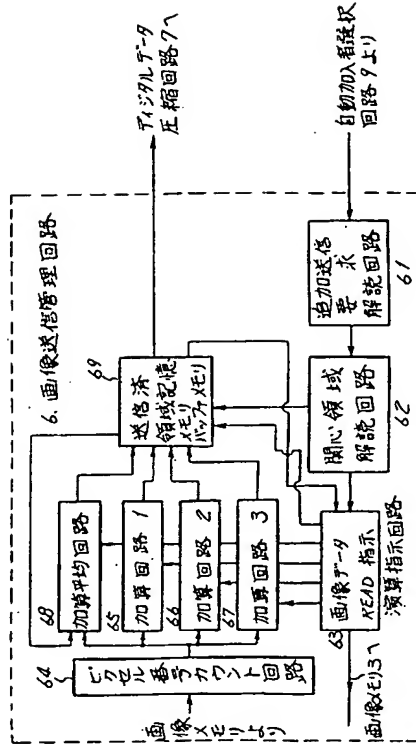 6. 画像送信管理回路
64
ピクセル番号カウント回路
画像
メモリより
68
加算平均回路
65
加算回路 1
66
加算回路 2
67
加算回路 3
69
送信済
領域記憶
メモリ
バッファメモリ
ディジタルデータ
圧縮回路7へ
63
画像データ
READ 指示
演算指示回路
画像メモリ3へ
関心領域
解読回路
62
追加送信
要求
解読回路
61
自動加入者選択
回路9より